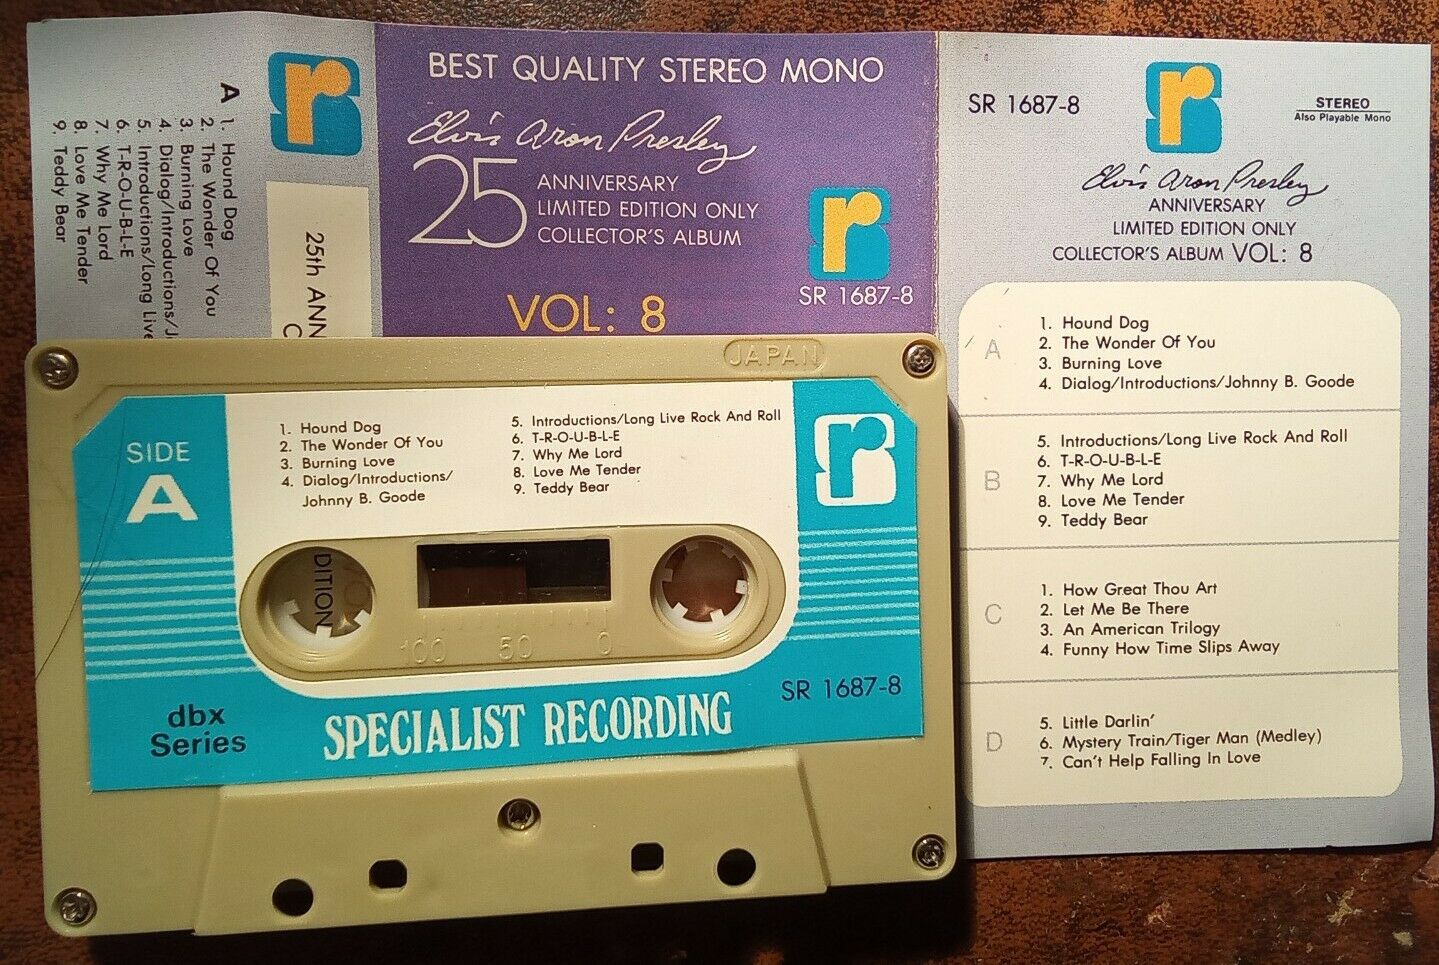 A
1. Hound Dog
2. The Wonder Of You
3. Burning Love
4. Dialog/Introductions/J
5. Introductions/Long Live
6. T-R-O-U-B-L-E
7. Why Me Lord
8. Love Me Tender
9. Teddy Bear
r
25th ANN
C
BEST QUALITY STEREO MONO
Elvis Aron Presley
25 ANNIVERSARY
LIMITED EDITION ONLY
COLLECTOR'S ALBUM
r
SR 1687-8
VOL: 8
SR 1687-8
r
STEREO
Also Playable Mono
Elvis Aron Presley
ANNIVERSARY
LIMITED EDITION ONLY
COLLECTOR'S ALBUM VOL: 8
A
1. Hound Dog
2. The Wonder Of You
3. Burning Love
4. Dialog/Introductions/Johnny B. Goode
B
5. Introductions/Long Live Rock And Roll
6. T-R-O-U-B-L-E
7. Why Me Lord
8. Love Me Tender
9. Teddy Bear
C
1. How Great Thou Art
2. Let Me Be There
3. An American Trilogy
4. Funny How Time Slips Away
D
5. Little Darlin'
6. Mystery Train/Tiger Man (Medley)
7. Can't Help Falling In Love
JAPAN
SIDE
A
1. Hound Dog
2. The Wonder Of You
3. Burning Love
4. Dialog/Introductions/
Johnny B. Goode
5. Introductions/Long Live Rock And Roll
6. T-R-O-U-B-L-E
7. Why Me Lord
8. Love Me Tender
9. Teddy Bear
r
DITION
100 50 0
dbx
Series
SPECIALIST RECORDING
SR 1687-8